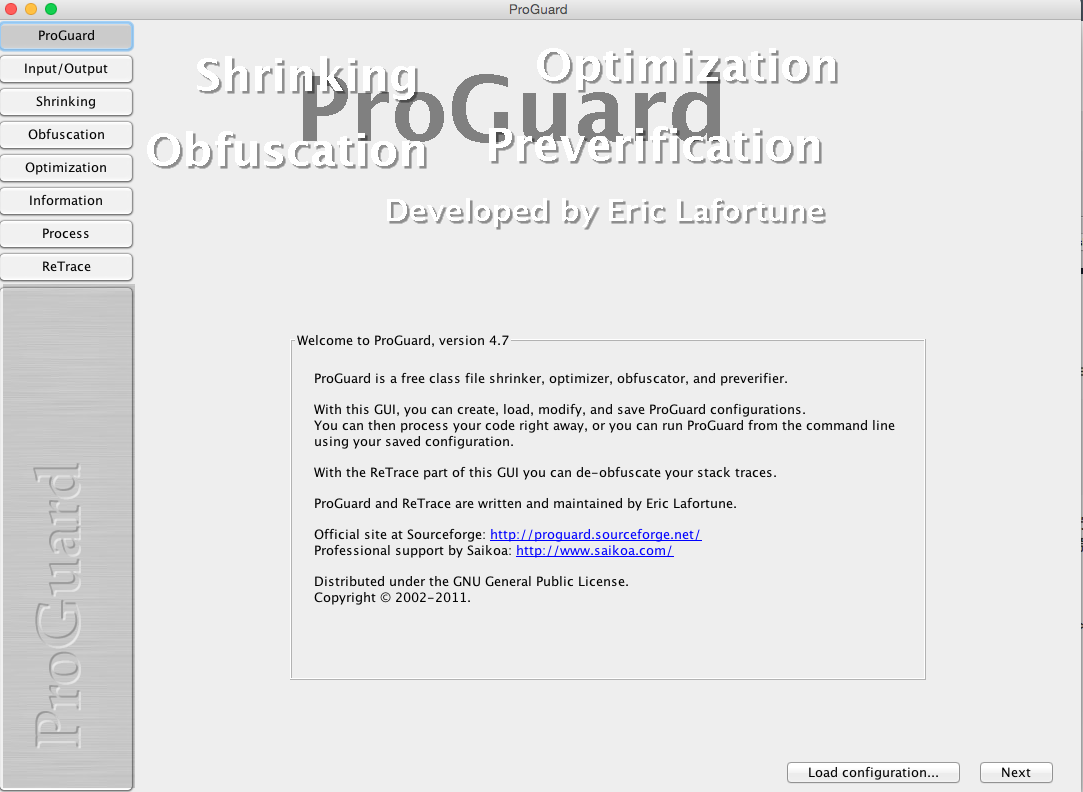 ProGuard
ProGuard
Input/Output
Shrinking
Obfuscation
Optimization
Information
Process
ReTrace
ProGuard
Shrinking
Optimization
ProGuard
Obfuscation
Preverification
Developed by Eric Lafortune
Welcome to ProGuard, version 4.7
ProGuard is a free class file shrinker, optimizer, obfuscator, and preverifier.
With this GUI, you can create, load, modify, and save ProGuard configurations.
You can then process your code right away, or you can run ProGuard from the command line
using your saved configuration.
With the ReTrace part of this GUI you can de-obfuscate your stack traces.
ProGuard and ReTrace are written and maintained by Eric Lafortune.
Official site at Sourceforge: http://proguard.sourceforge.net/
Professional support by Saikoa: http://www.saikoa.com/
Distributed under the GNU General Public License.
Copyright © 2002-2011.
Load configuration...
Next